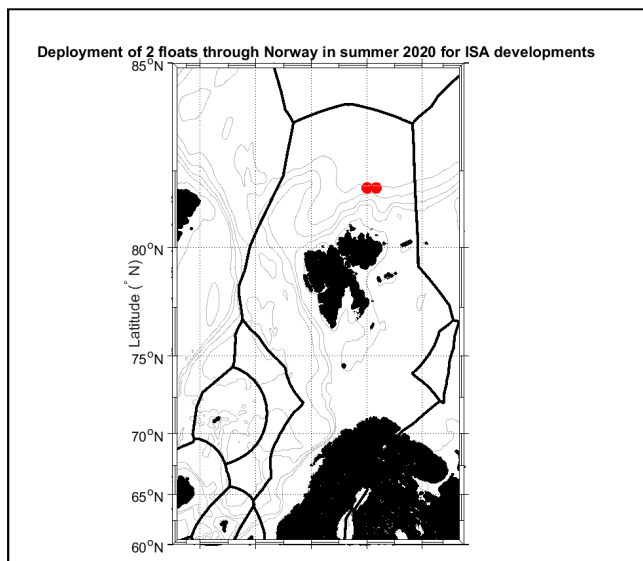 Deployment of 2 floats through Norway in summer 2020 for ISA developments
85°N
80°N
75°N
70°N
65°N
60°N
Latitude (° N)